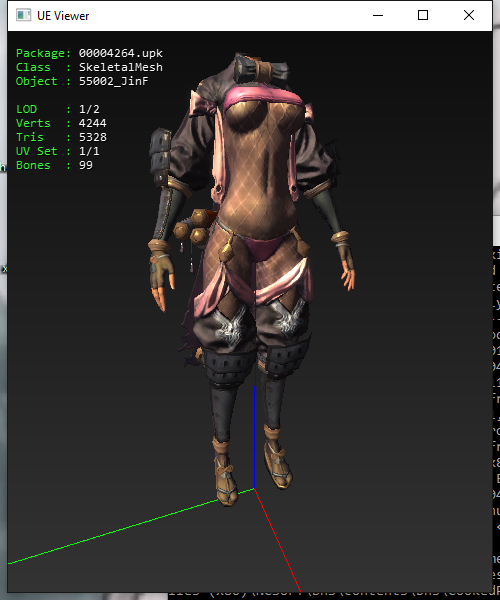 UE Viewer
Package: 00004264.upk
Class  : SkeletalMesh
Object : 55002_JinF
LOD    : 1/2
Verts  : 4244
Tris   : 5328
UV Set : 1/1
Bones  : 99